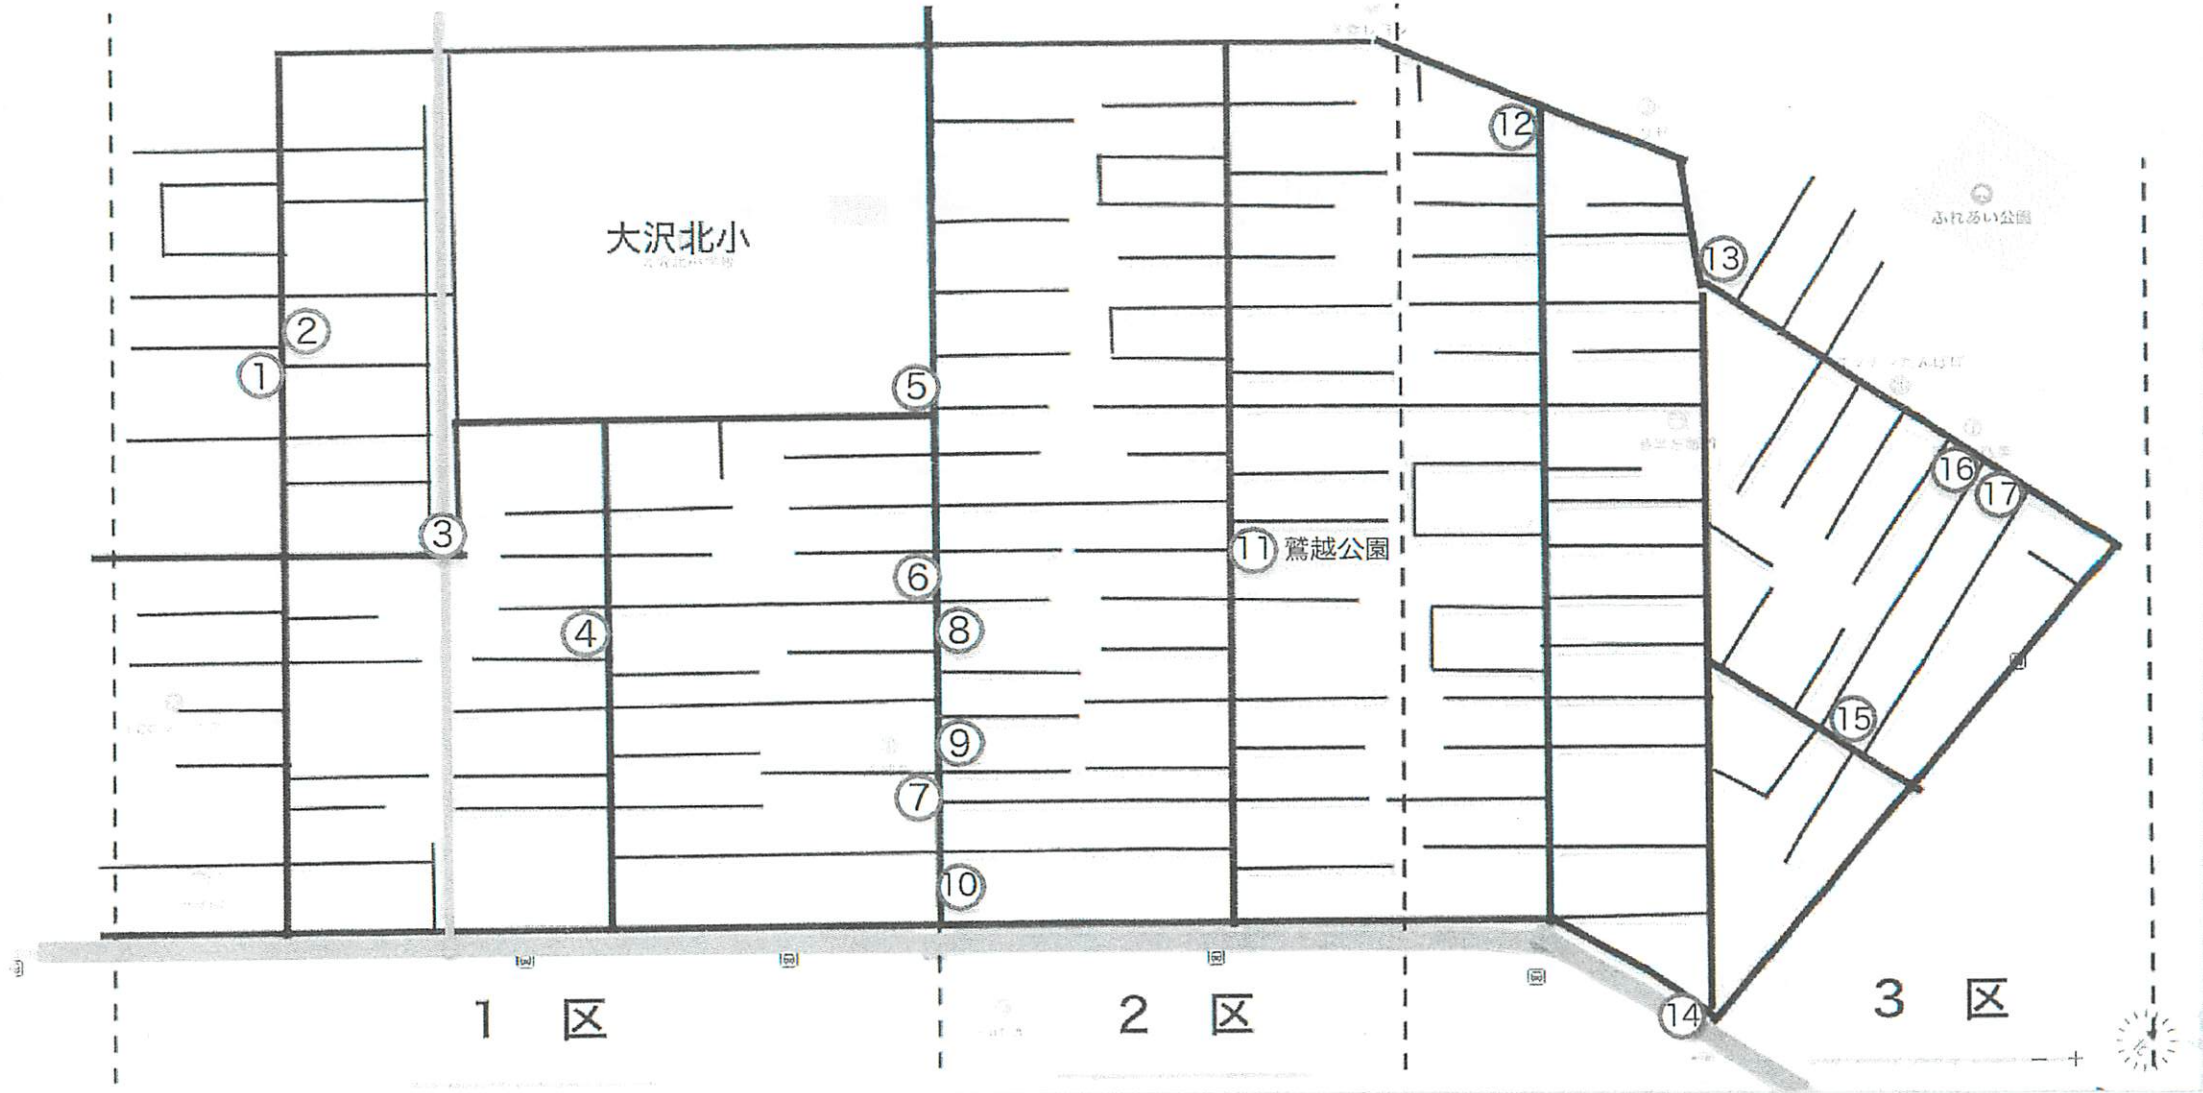 ⑫
大沢北小
⑬
ふれあい公園
②
①
⑤
⑯
⑰
③
⑪ 鷲越公園
⑥
④
⑧
⑮
⑨
⑦
⑩
⑭
1 区
2 区
3 区
− +